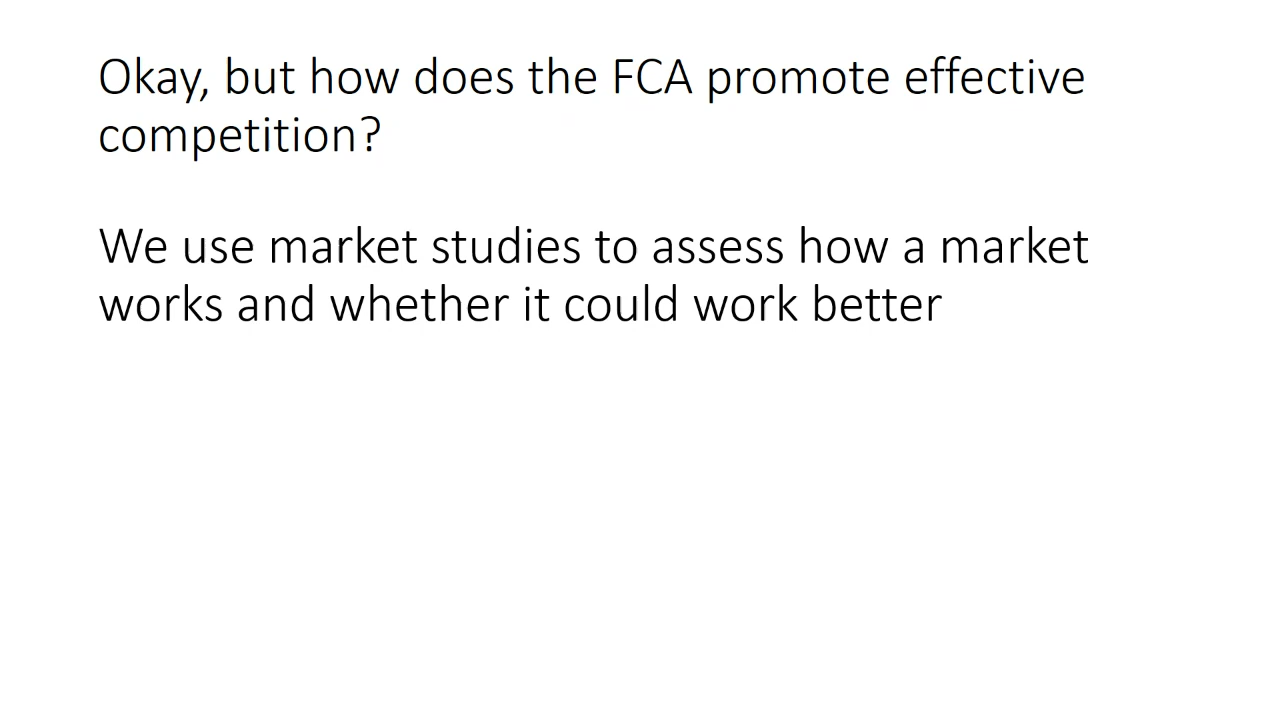 Okay, but how does the FCA promote effective
competition?
We use market studies to assess how a market
works and whether it could work better